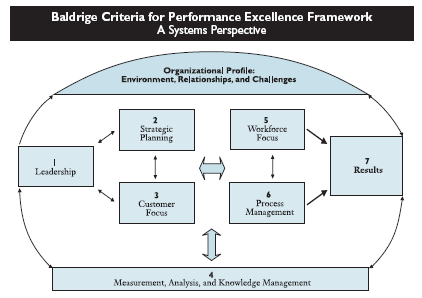 Baldrige Criteria for Performance Excellence Framework
A Systems Perspective
Organizational Profile:
Environment, Relationships, and Challenges
2
Strategic
Planning
5
Workforce
Focus
1
Leadership
7
Results
3
Customer
Focus
6
Process
Management
4
Measurement, Analysis, and Knowledge Management